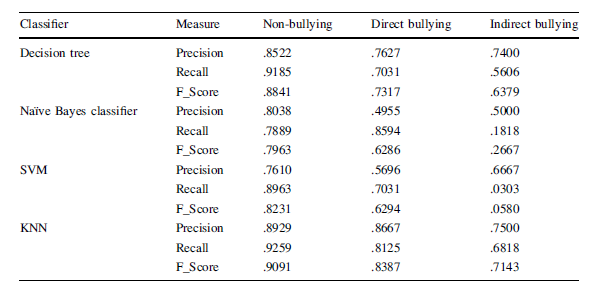 Classifier Measure Non-bullying Direct bullying Indirect bullying
Decision tree Precision .8522 .7627 .7400
Recall .9185 .7031 .5606
F_Score .8841 .7317 .6379
Naïve Bayes classifier Precision .8038 .4955 .5000
Recall .7889 .8594 .1818
F_Score .7963 .6286 .2667
SVM Precision .7610 .5696 .6667
Recall .8963 .7031 .0303
F_Score .8231 .6294 .0580
KNN Precision .8929 .8667 .7500
Recall .9259 .8125 .6818
F_Score .9091 .8387 .7143